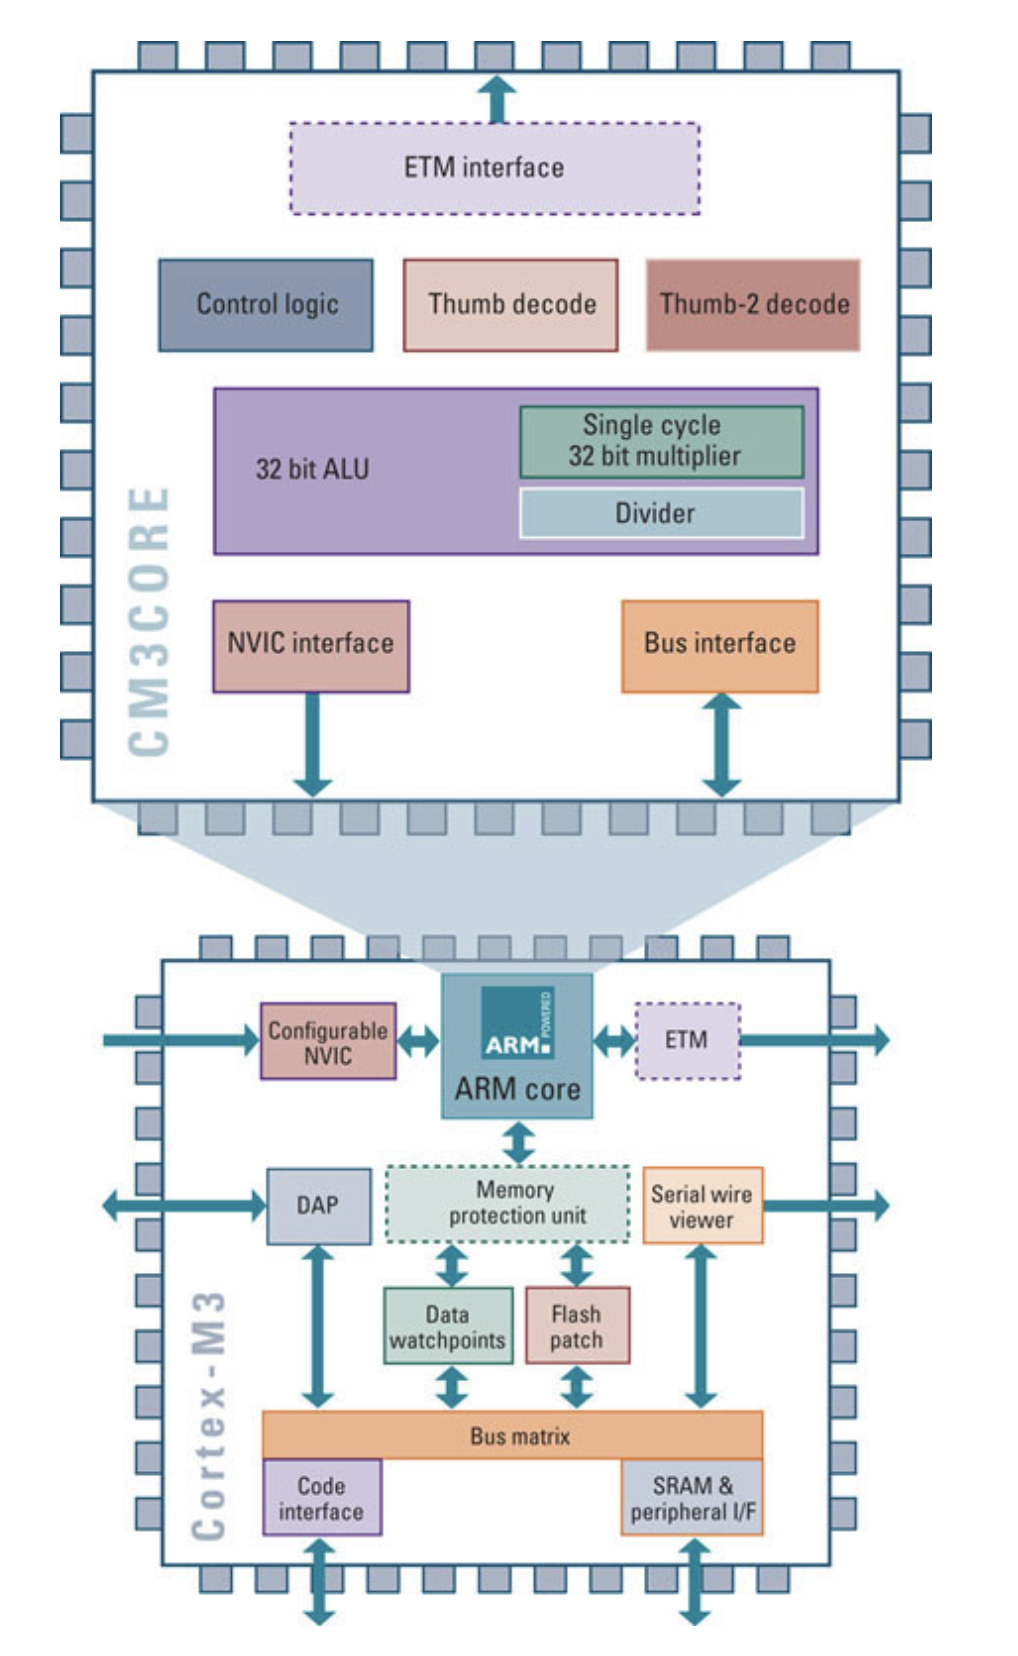 ETM interface
Control logic
Thumb decode
Thumb-2 decode
32 bit ALU
Single cycle
32 bit multiplier
Divider
CM3CORE
NVIC interface
Bus interface
Configurable
NVIC
ARM
POWERED
ARM core
ETM
DAP
Memory
protection unit
Serial wire
viewer
Data
watchpoints
Flash
patch
Cortex-M3
Bus matrix
Code
interface
SRAM &
peripheral I/F